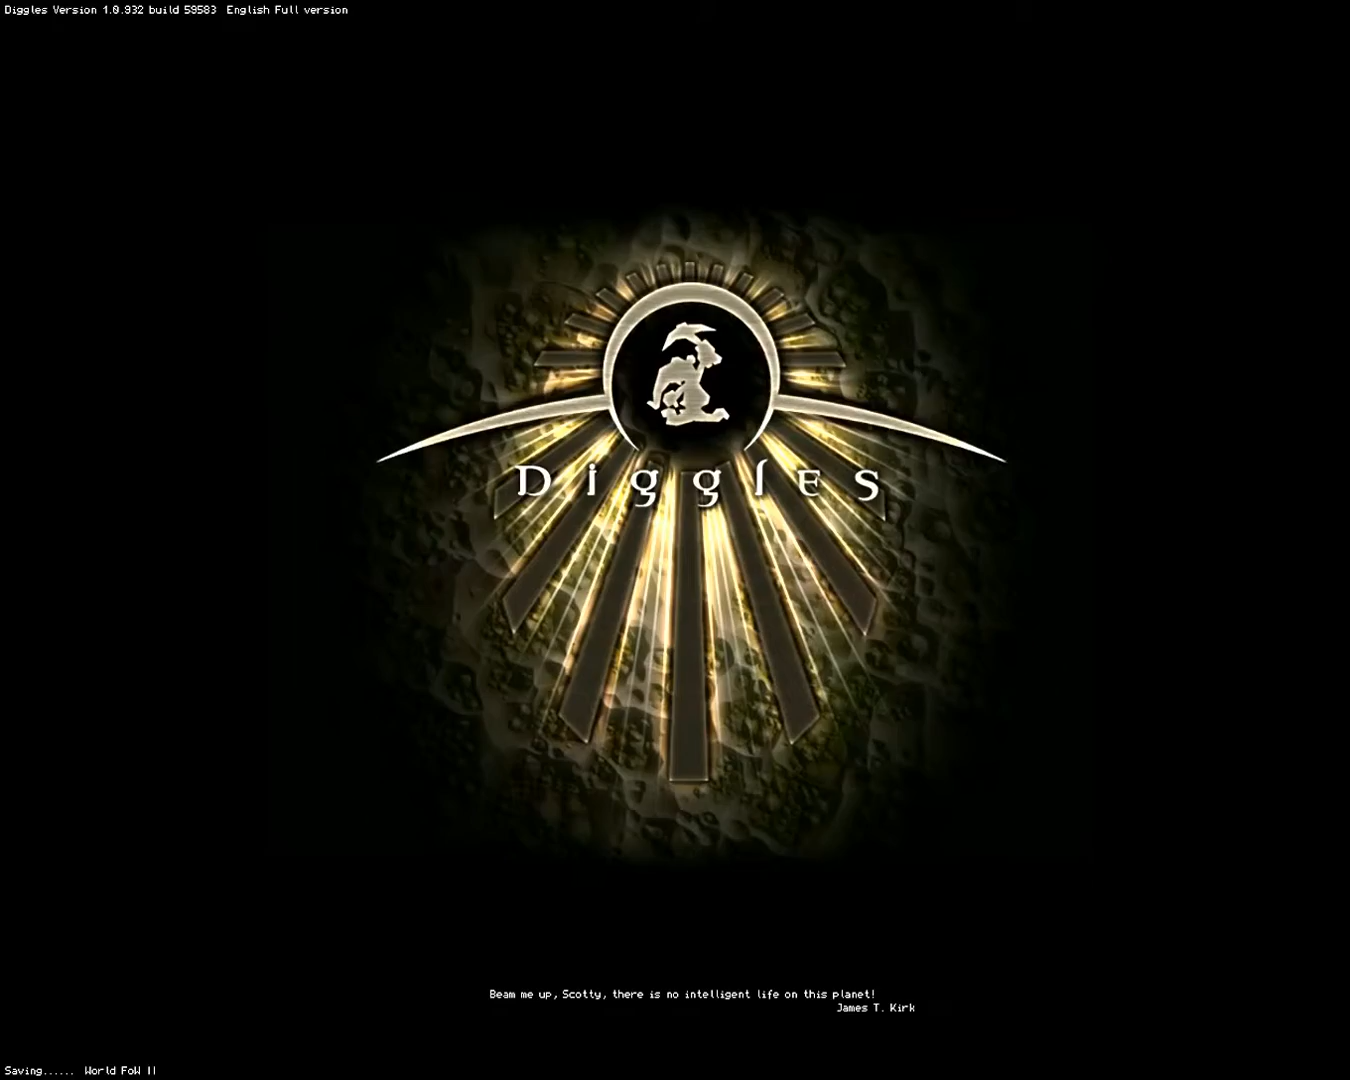 Diggles Version 1.0.932 build 59583 English Full version
Diggles
Beam me up, Scotty, there is no intelligent life on this planet!
James T. Kirk
Saving...... World FoW II